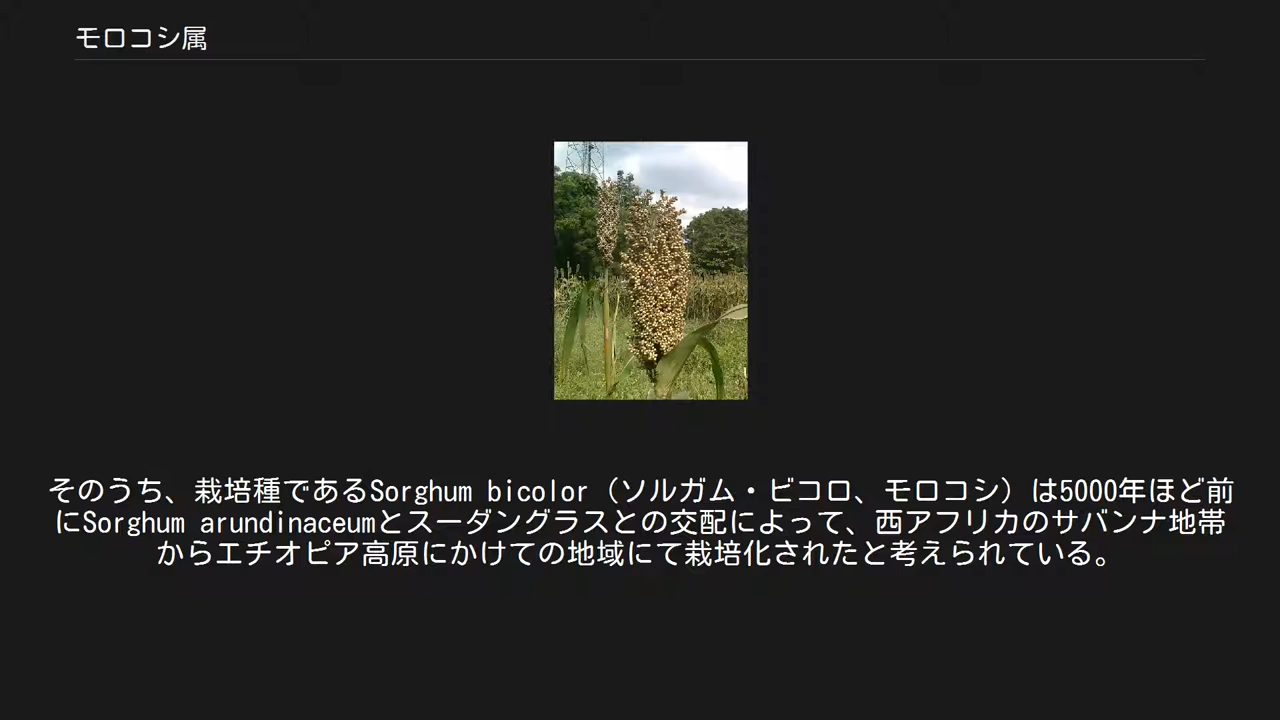 モロコシ属
そのうち、栽培種であるSorghum bicolor（ソルガム・ビコロ、モロコシ）は5000年ほど前
にSorghum arundinaceumとスーダングラスとの交配によって、西アフリカのサバンナ地帯
からエチオピア高原にかけての地域にて栽培化されたと考えられている。